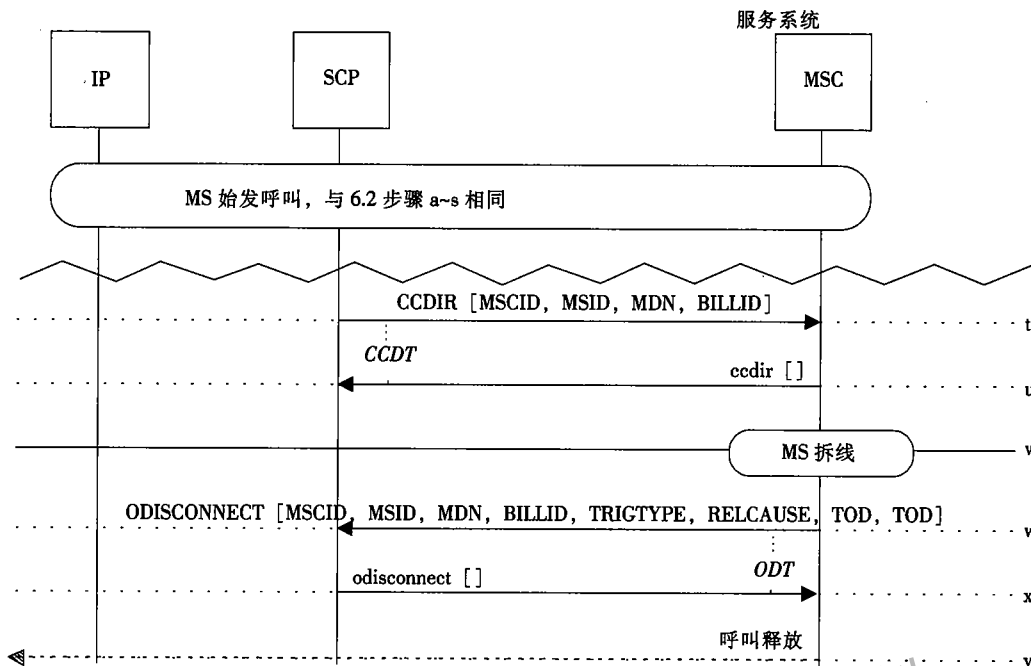 服务系统
IP
SCP
MSC
MS 始发呼叫，与 6.2 步骤 a~s 相同
CCDIR [MSCID, MSID, MDN, BILLID]
t
CCDT
ccdir [ ]
u
MS 拆线
v
ODISCONNECT [MSCID, MSID, MDN, BILLID, TRIGTYPE, RELCAUSE, TOD, TOD]
w
odisconnect [ ]
ODT
x
呼叫释放